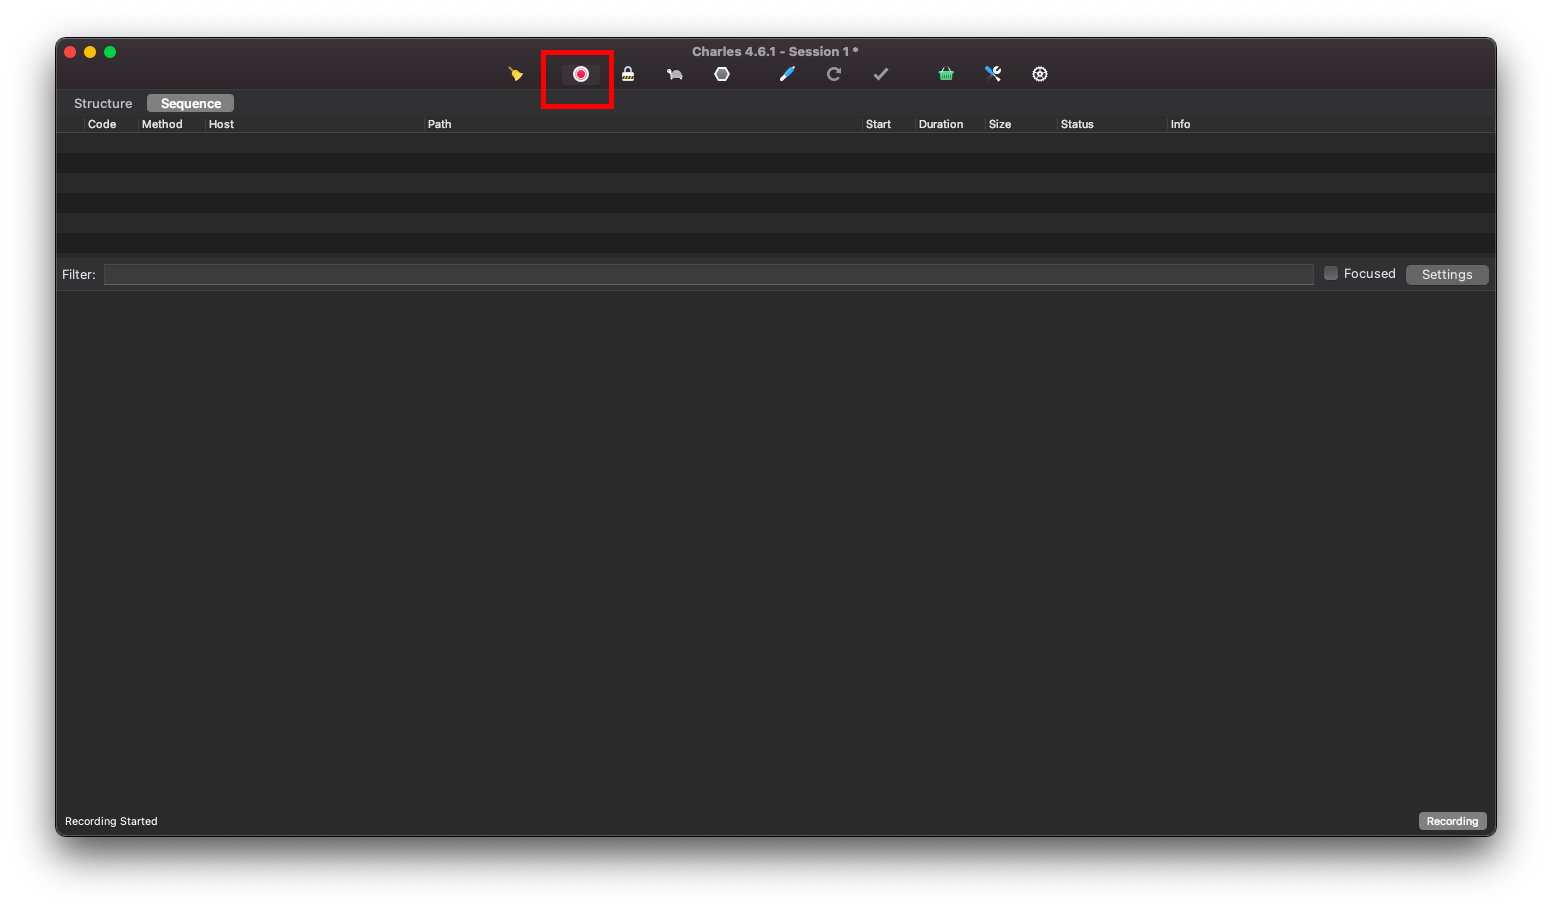 Charles 4.6.1 - Session 1 *
Structure Sequence
Code Method Host Path Start Duration Size Status Info
Filter: Focused Settings
Recording Started Recording